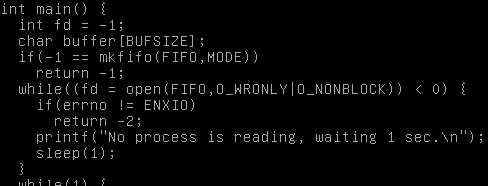 int main() {
  int fd = -1;
  char buffer[BUFSIZE];
  if(-1 == mkfifo(FIFO,MODE))
    return -1;
  while((fd = open(FIFO,O_WRONLY|O_NONBLOCK)) < 0) {
    if(errno != ENXIO)
      return -2;
    printf("No process is reading, waiting 1 sec.\n");
    sleep(1);
  }
  while(1) {